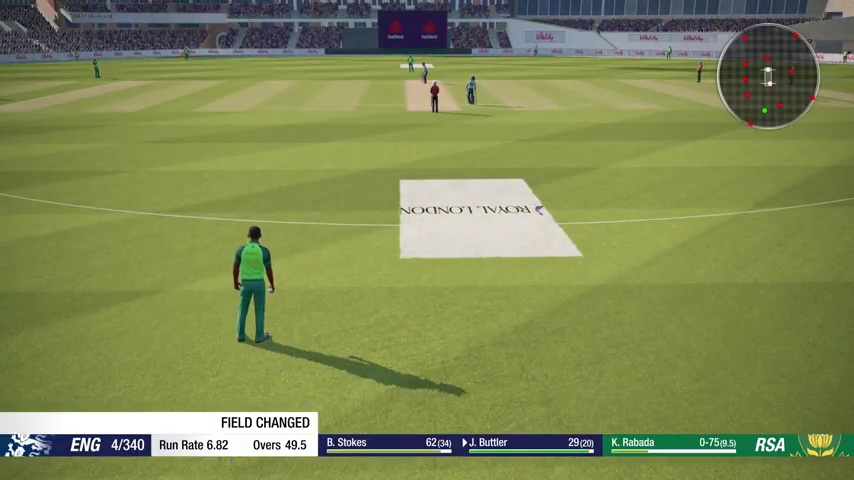 ROYAL LONDON
FIELD CHANGED
ENG 4/340 Run Rate 6.82 Overs 49.5 B. Stokes 62(34) J. Buttler 29(20) K. Rabada 0-75(9.5) RSA